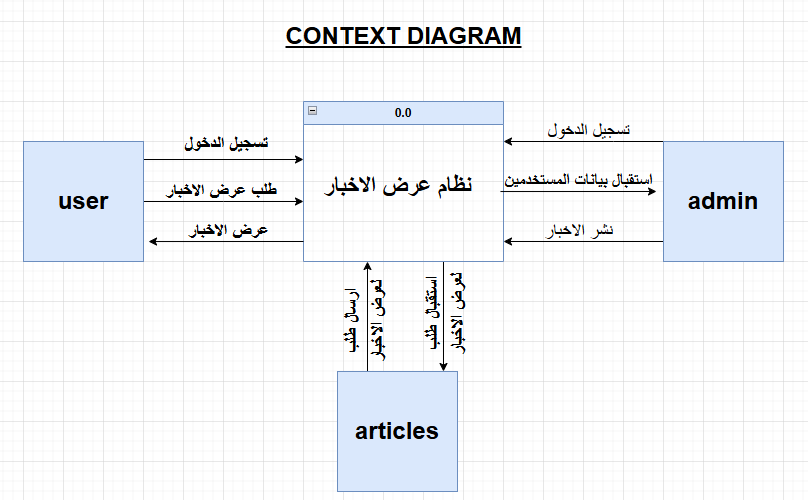 CONTEXT DIAGRAM
0.0
نظام عرض الاخبار
user
تسجيل الدخول
طلب عرض الاخبار
عرض الاخبار
admin
تسجيل الدخول
استقبال بيانات المستخدمين
نشر الاخبار
ارسال طلب
لعرض الاخبار
استقبال طلب
لعرض الاخبار
articles